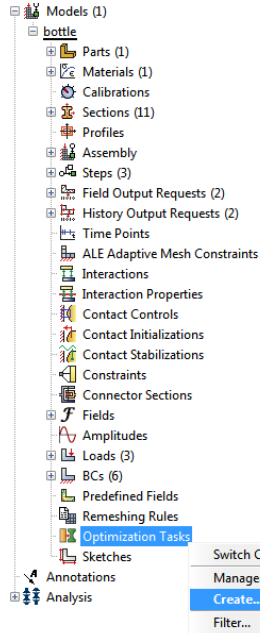 Models (1)
bottle
Parts (1)
Materials (1)
Calibrations
Sections (11)
Profiles
Assembly
Steps (3)
Field Output Requests (2)
History Output Requests (2)
Time Points
ALE Adaptive Mesh Constraints
Interactions
Interaction Properties
Contact Controls
Contact Initializations
Contact Stabilizations
Constraints
Connector Sections
Fields
Amplitudes
Loads (3)
BCs (6)
Predefined Fields
Remeshing Rules
Optimization Tasks
Sketches
Switch
Annotations
Manage
Analysis
Create...
Filter...